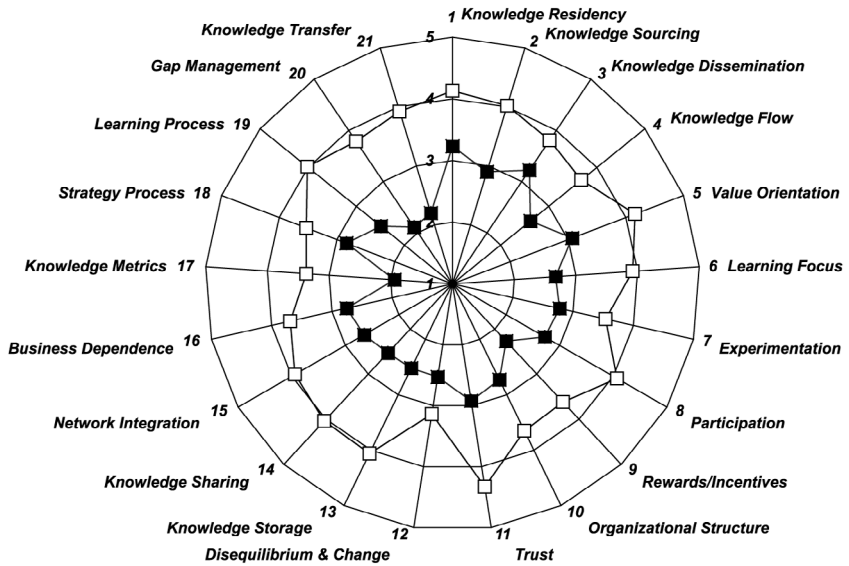 1 Knowledge Residency
5
2 Knowledge Sourcing
3 Knowledge Dissemination
4 Knowledge Flow
5 Value Orientation
6 Learning Focus
7 Experimentation
8 Participation
9 Rewards/Incentives
10 Organizational Structure
11 Trust
12 Disequilibrium & Change
13 Knowledge Storage
14 Knowledge Sharing
15 Network Integration
16 Business Dependence
17 Knowledge Metrics
18 Strategy Process
19 Learning Process
20 Gap Management
21 Knowledge Transfer
4
3
2
1